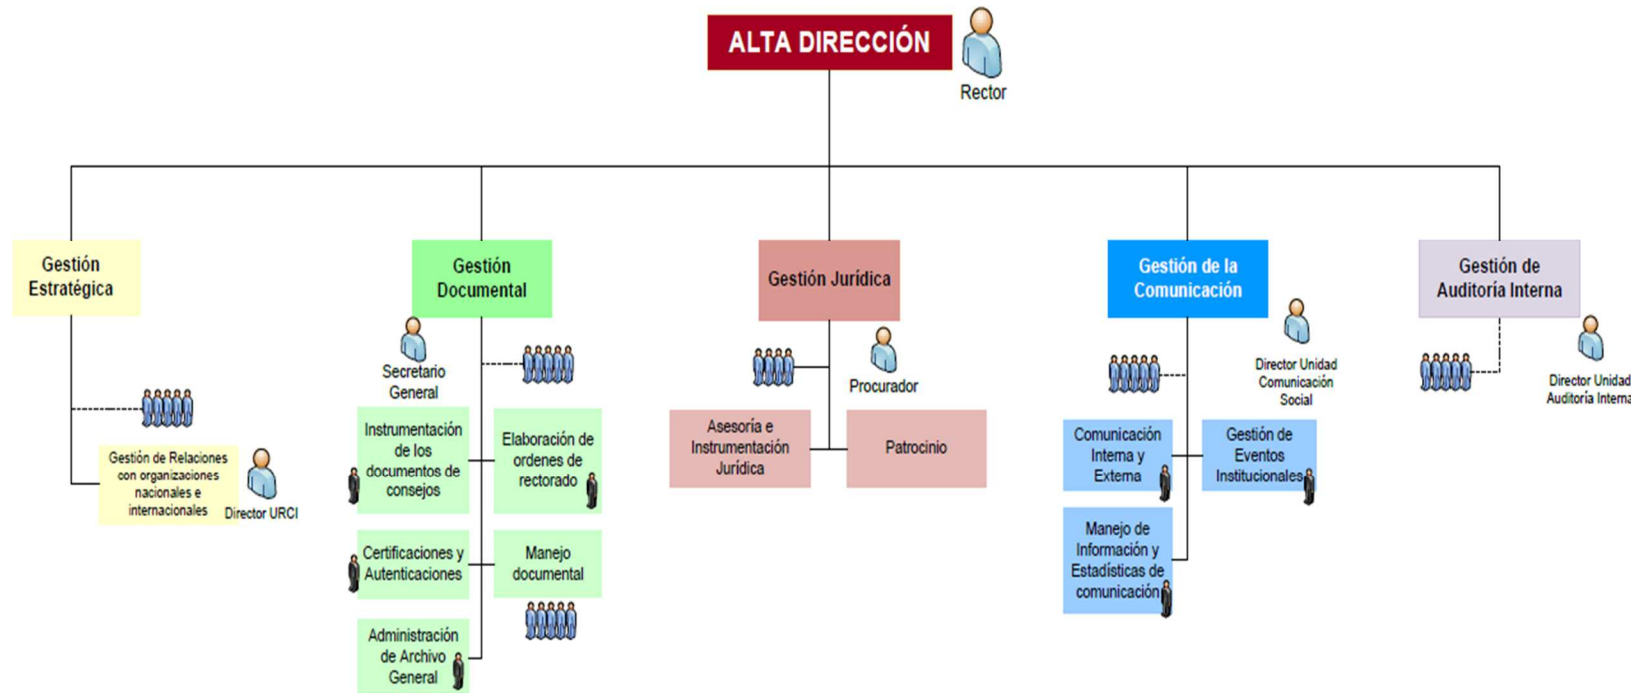 ALTA DIRECCIÓN
Rector
Gestión
Estratégica
Gestión
Documental
Gestión Jurídica
Gestión de la
Comunicación
Gestión de
Auditoría Interna
Secretario
General
Procurador
Director Unidad
Comunicación
Social
Director Unidad
Auditoría Interna
Gestión de Relaciones
con organizaciones
nacionales e
internacionales
Director URCI
Instrumentación
de los
documentos de
consejos
Elaboración de
ordenes de
rectorado
Certificaciones y
Autenticaciones
Manejo
documental
Administración
de Archivo
General
Asesoría e
Instrumentación
Jurídica
Patrocinio
Comunicación
Interna y
Externa
Gestión de
Eventos
Institucionales
Manejo de
Información y
Estadísticas de
comunicación